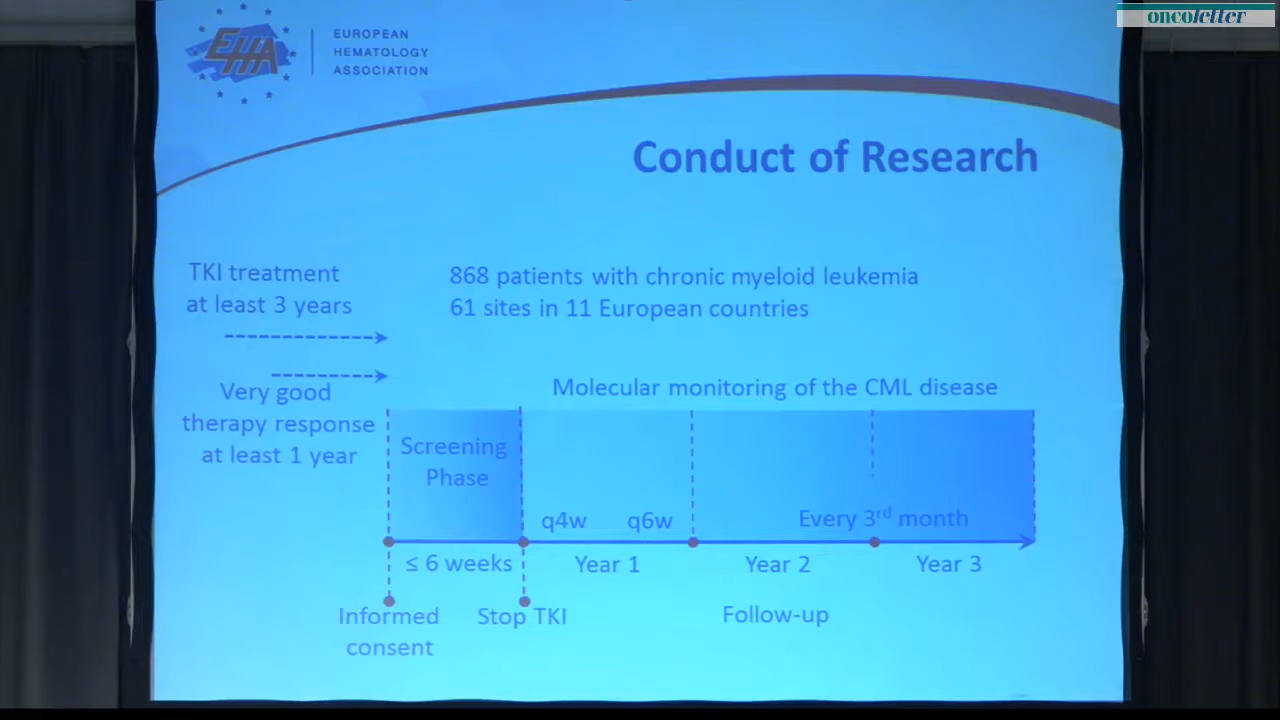 oncoletter
EHA
EUROPEAN
HEMATOLOGY
ASSOCIATION
Conduct of Research
TKI treatment
at least 3 years
868 patients with chronic myeloid leukemia
61 sites in 11 European countries
Very good
therapy response
at least 1 year
Molecular monitoring of the CML disease
Screening
Phase
q4w q6w
Every 3rd month
≤ 6 weeks
Year 1
Year 2
Year 3
Informed
consent
Stop TKI
Follow-up